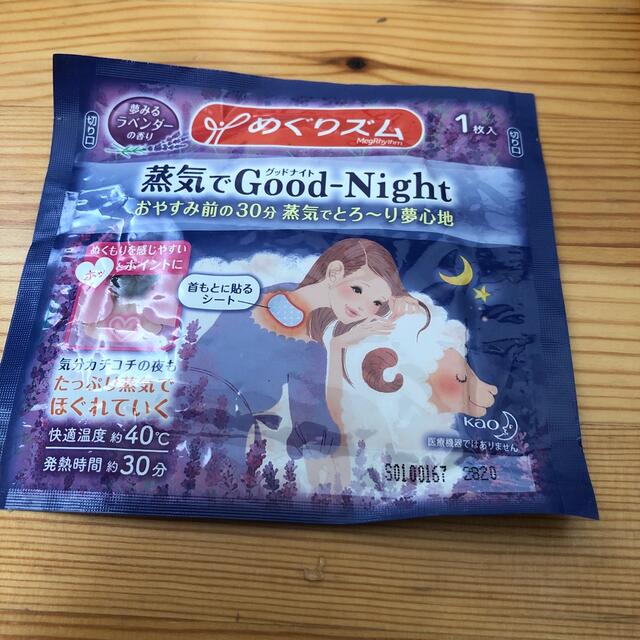 夢みる
ラベンダー
の香り
めぐりズム
MegRhythm
1枚入
切り口
切り口
グッドナイト
蒸気でGood-Night
おやすみ前の30分 蒸気でとろ〜り夢心地
ぬくもりを感じやすい
ホッとポイントに
首もとに貼る
シート
気分カチコチの夜も
たっぷり蒸気で
ほぐれていく
快適温度 約40℃
発熱時間 約30分
Kao
医療機器ではありません
S0100167 2820